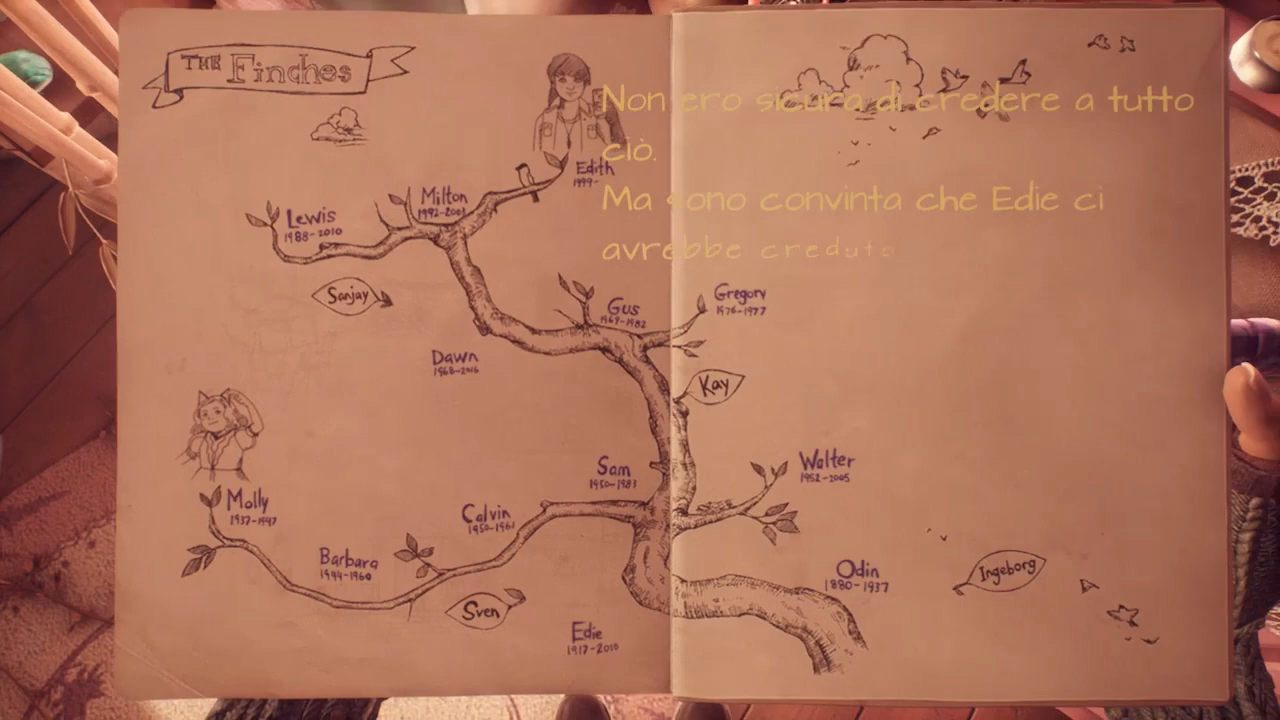 THE Finches
Non ero sicura di credere a tutto
ciò.
Ma sono convinta che Edie ci
avrebbe creduto
Edith
1999-
Milton
1992-2003
Lewis
1988-2010
Sanjay
Gus
1969-1982
Gregory
1976-1977
Dawn
1968-2016
Kay
Sam
1950-1983
Walter
1952-2005
Molly
1937-1947
Calvin
1950-1961
Barbara
1944-1960
Odin
1880-1937
Ingeborg
Sven
Edie
1917-2010